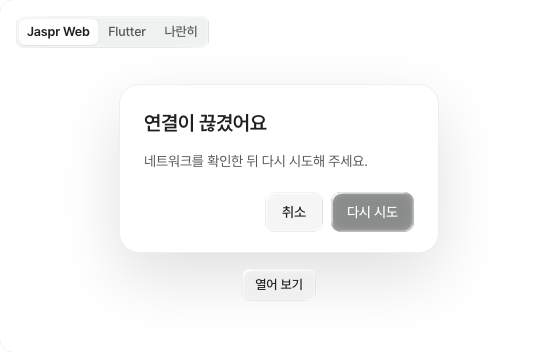 Jaspr Web Flutter 나란히
연결이 끊겼어요
네트워크를 확인한 뒤 다시 시도해 주세요.
취소 다시 시도
열어 보기